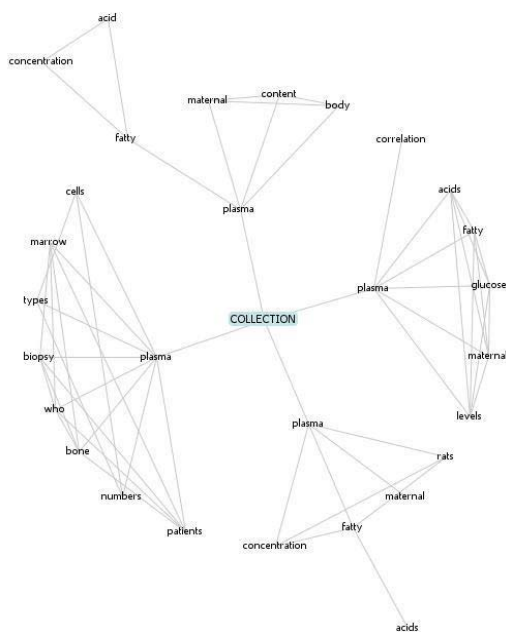 acid
concentration
maternal
content
body
fatty
correlation
cells
acids
plasma
fatty
marrow
plasma
glucose
types
COLLECTION
biopsy
plasma
maternal
who
levels
plasma
bone
rats
numbers
maternal
patients
fatty
concentration
acids